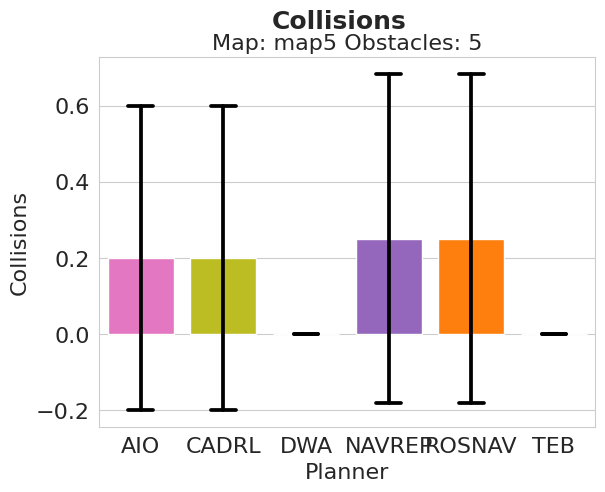 Collisions
Map: map5 Obstacles: 5
Collisions
0.6
0.4
0.2
0.0
−0.2
AIO CADRL DWA NAVREP ROSNAV TEB
Planner